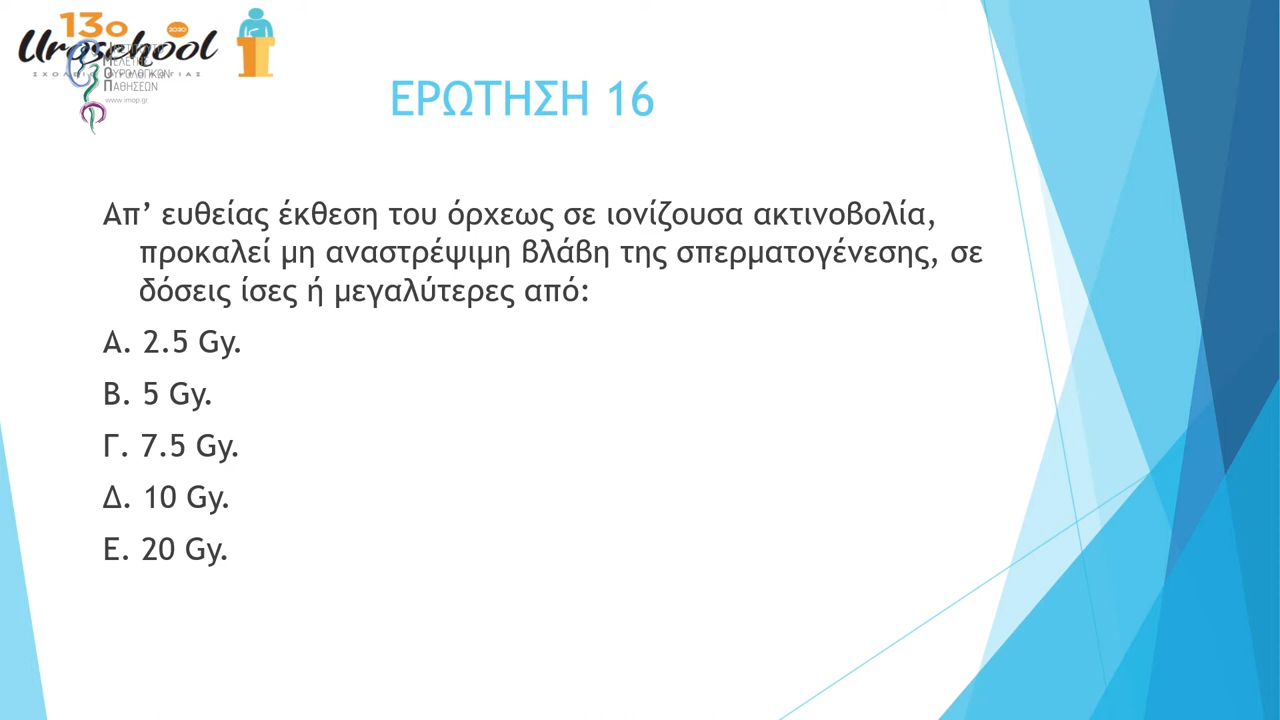 13ο
2020
Uroschool
ΜΕΛΕΤΗΣ
ΟΥΡΟΛΟΓΙΚΩΝ
ΠΑΘΗΣΕΩΝ
www.imop.gr
ΕΡΩΤΗΣΗ 16
Απ’ ευθείας έκθεση του όρχεως σε ιονίζουσα ακτινοβολία,
προκαλεί μη αναστρέψιμη βλάβη της σπερματογένεσης, σε
δόσεις ίσες ή μεγαλύτερες από:
Α. 2.5 Gy.
Β. 5 Gy.
Γ. 7.5 Gy.
Δ. 10 Gy.
Ε. 20 Gy.